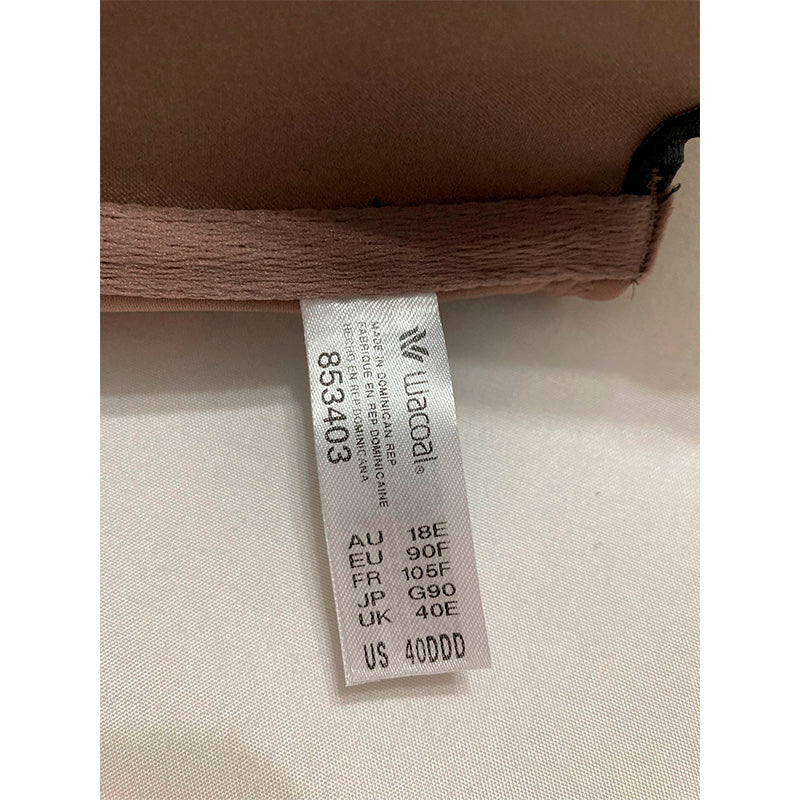 wacoal®
MADE IN DOMINICAN REP
FABRIQUE EN REP DOMINICAINE
HECHO EN REP DOMINICANA
853403
AU 18E
EU 90F
FR 105F
JP G90
UK 40E
US 40DDD